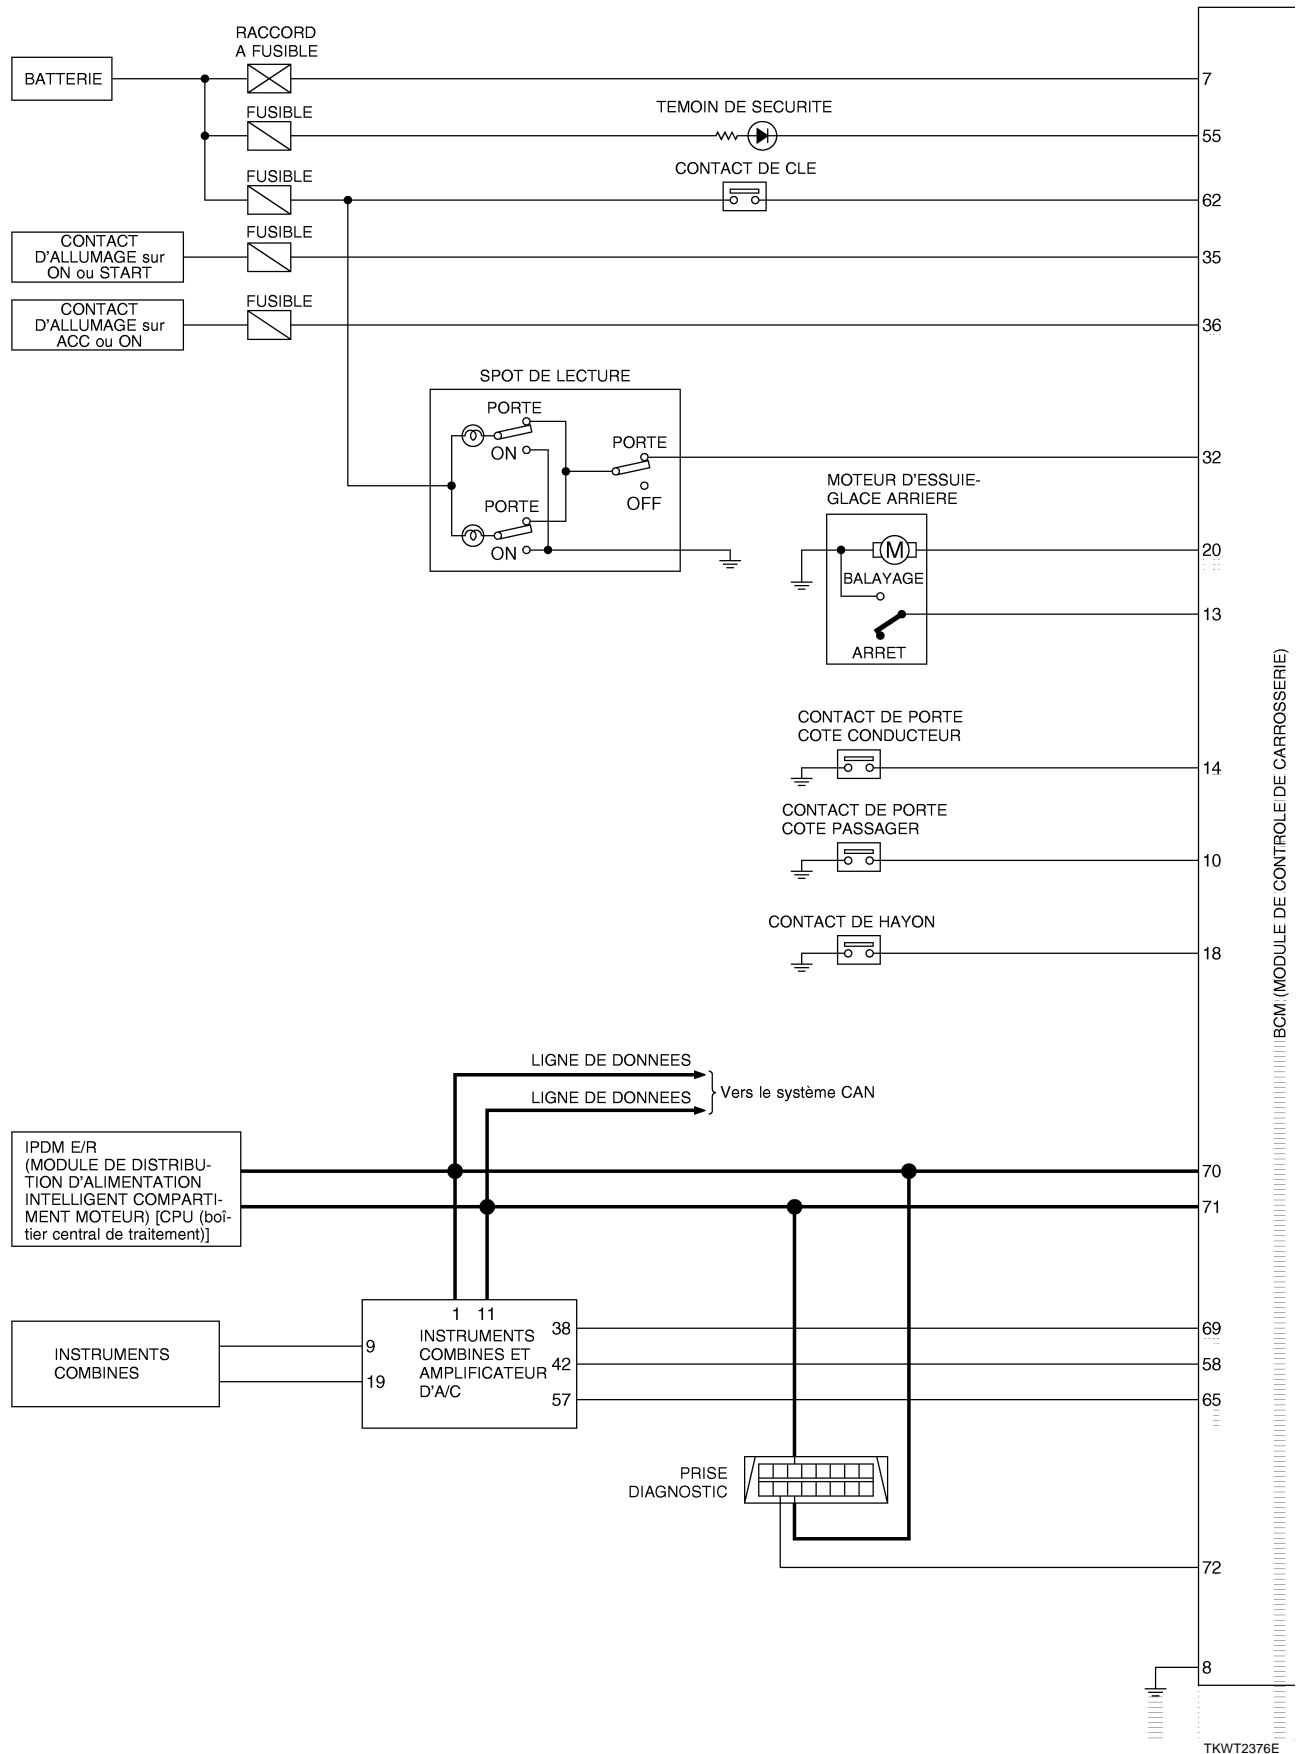 RACCORD
A FUSIBLE
BATTERIE
7
FUSIBLE
TEMOIN DE SECURITE
55
FUSIBLE
CONTACT DE CLE
62
CONTACT
D'ALLUMAGE sur
ON ou START
FUSIBLE
35
CONTACT
D'ALLUMAGE sur
ACC ou ON
FUSIBLE
36
SPOT DE LECTURE
PORTE
ON
PORTE
OFF
PORTE
ON
32
MOTEUR D'ESSUIE-
GLACE ARRIERE
M
20
BALAYAGE
13
ARRET
CONTACT DE PORTE
COTE CONDUCTEUR
14
CONTACT DE PORTE
COTE PASSAGER
10
CONTACT DE HAYON
18
BCM (MODULE DE CONTROLE DE CARROSSERIE)
LIGNE DE DONNEES
LIGNE DE DONNEES
Vers le système CAN
IPDM E/R
(MODULE DE DISTRIBU-
TION D'ALIMENTATION
INTELLIGENT COMPARTI-
MENT MOTEUR) [CPU (boî-
tier central de traitement)]
70
71
INSTRUMENTS
COMBINES
1 11
9
19
INSTRUMENTS
COMBINES ET
AMPLIFICATEUR
D'A/C
38
42
57
69
58
65
PRISE
DIAGNOSTIC
72
8
TKWT2376E